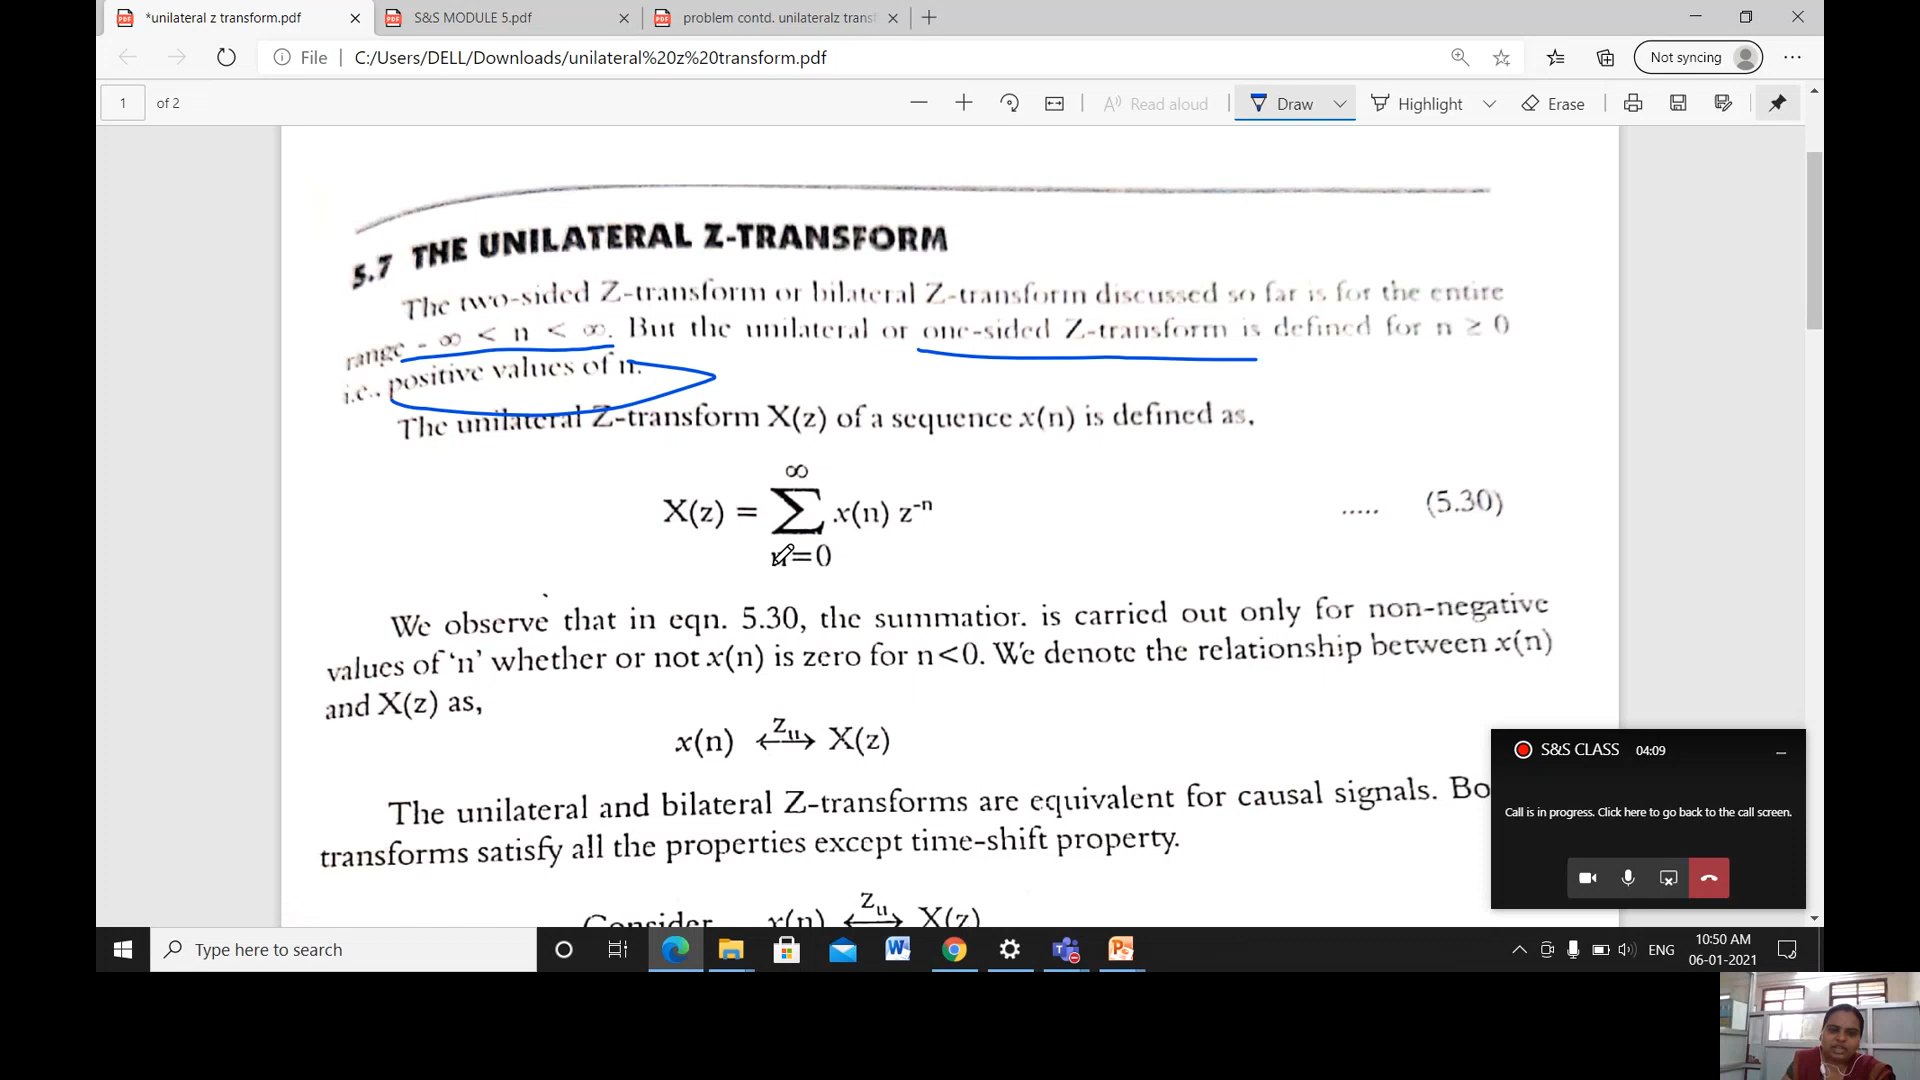 *unilateral z transform.pdf
S&S MODULE 5.pdf
problem contd. unilateralz transf
File
C:/Users/DELL/Downloads/unilateral%20z%20transform.pdf
Not syncing
1 of 2
Read aloud
Draw
Highlight
Erase
5.7 THE UNILATERAL Z-TRANSFORM
The two-sided Z-transform or bilateral Z-transform discussed so far is for the entire
range - ∞ < n < ∞. But the unilateral or one-sided Z-transform is defined for n ≥ 0
i.e., positive values of n.
The unilateral Z-transform X(z) of a sequence x(n) is defined as,
∞
X(z) = ∑ x(n) z⁻ⁿ ..... (5.30)
n=0
We observe that in eqn. 5.30, the summation is carried out only for non-negative
values of ‘n’ whether or not x(n) is zero for n<0. We denote the relationship between x(n)
and X(z) as,
Zu
x(n) ⟷ X(z)
The unilateral and bilateral Z-transforms are equivalent for causal signals. Bo
transforms satisfy all the properties except time-shift property.
Zu
Consider x(n) ⟷ X(z)
S&S CLASS 04:09
Call is in progress. Click here to go back to the call screen.
Type here to search
ENG
10:50 AM
06-01-2021